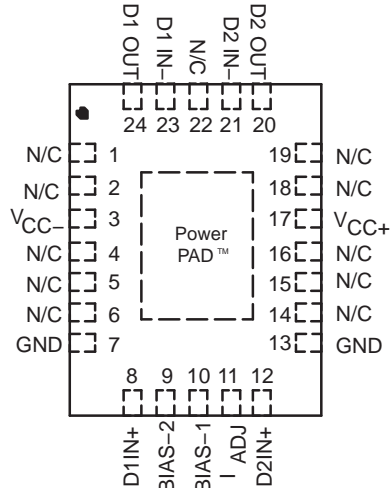 D1 OUT
D1 IN−
N/C
D2 IN−
D2 OUT
24 23 22 21 20
N/C 1 19 N/C
N/C 2 18 N/C
VCC− 3 17 VCC+
N/C 4 16 N/C
N/C 5 15 N/C
N/C 6 14 N/C
GND 7 13 GND
Power
PAD™
8 9 10 11 12
D1IN+
BIAS−2
BIAS−1
I ADJ
D2IN+